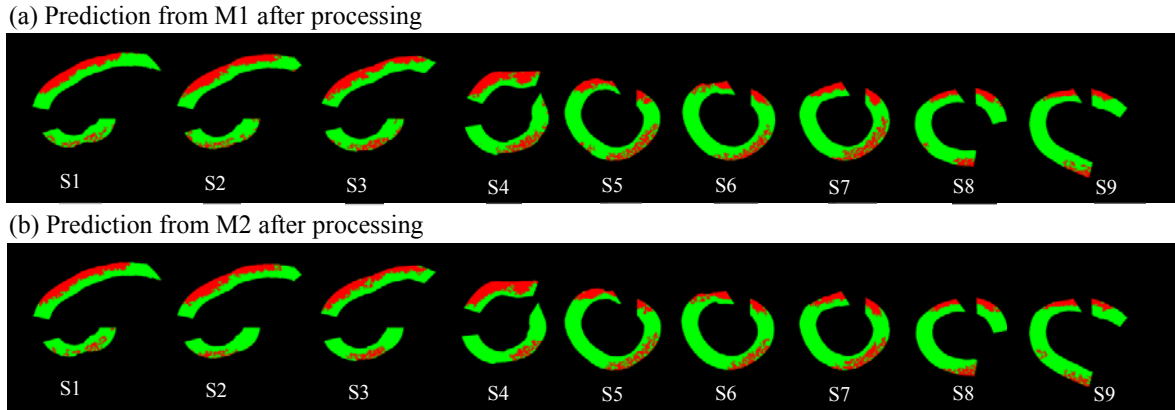 (a) Prediction from M1 after processing
S1 S2 S3 S4 S5 S6 S7 S8 S9
(b) Prediction from M2 after processing
S1 S2 S3 S4 S5 S6 S7 S8 S9